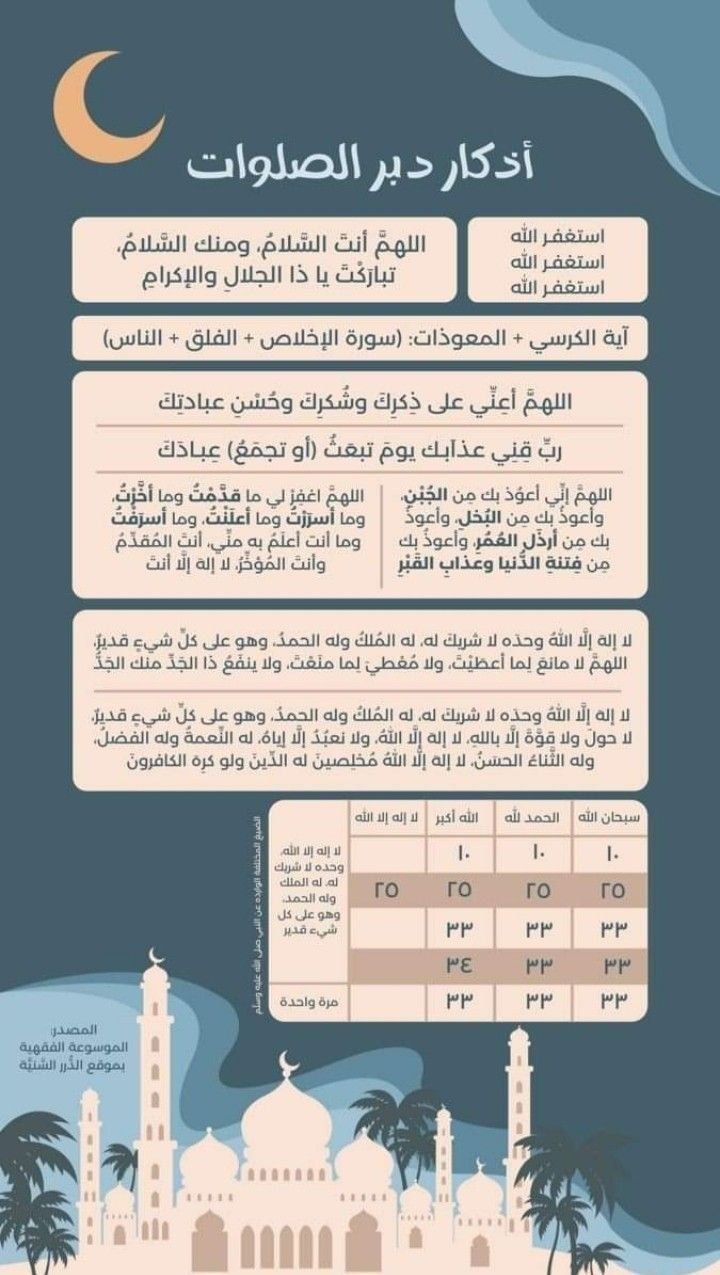 أذكار دبر الصلوات
استغفر الله
استغفر الله
استغفر الله
اللهمَّ أنتَ السَّلامُ، ومنك السَّلامُ،
تبارَكْتَ يا ذا الجلالِ والإكرامِ
آية الكرسي + المعوذات: (سورة الإخلاص + الفلق + الناس)
اللهمَّ أعِنِّي على ذِكرِكَ وشُكرِكَ وحُسْنِ عبادتِكَ
ربِّ قِنِي عذابك يومَ تبعَثُ (أو تجمَعُ) عِبادَكَ
اللهمَّ إنِّي أعوُذ بك مِن الجُبْنِ،
وأعوذُ بك مِن البُخلِ، وأعوذُ
بك مِن أرذَلِ العُمُرِ، وأعوذُ بك
مِن فِتنةِ الدُّنيا وعذابِ القَبْرِ
اللهمَّ اغفِرْ لي ما قدَّمْتُ وما أخَّرْتُ،
وما أسرَرْتُ وما أعلَنْتُ، وما أسرَفْتُ
وما أنت أعلَمُ به منِّي، أنتَ المُقدِّمُ
وأنتَ المُؤخِّرُ، لا إلهَ إلَّا أنتَ
لا إلهَ إلَّا اللهُ وحدَه لا شريكَ له، له المُلكُ وله الحمدُ، وهو على كلِّ شيءٍ قديرٌ،
اللهمَّ لا مانعَ لِما أعطَيْتَ، ولا مُعْطيَ لِما منَعْتَ، ولا ينفَعُ ذا الجَدِّ منك الجَدُّ
لا إلهَ إلَّا اللهُ وحدَه لا شريكَ له، له المُلكُ وله الحمدُ، وهو على كلِّ شيءٍ قديرٌ،
لا حولَ ولا قوَّةَ إلَّا باللهِ، لا إلهَ إلَّا اللهُ، ولا نعبُدُ إلَّا إياهُ، له النِّعمةُ وله الفضلُ،
وله الثَّناءُ الحسَنُ، لا إلهَ إلَّا اللهُ مُخلِصينَ له الدِّينَ ولو كرِهَ الكافرونَ
سبحان الله الحمد لله الله أكبر لا إله إلا الله
١٠ ١٠ ١٠
٢٥ ٢٥ ٢٥ ٢٥
٣٣ ٣٣ ٣٣
٣٣ ٣٣ ٣٤
٣٣ ٣٣ ٣٣
لا إله إلا الله،
وحده لا شريك
له، له الملك
وله الحمد،
وهو على كل
شيء قدير
مرة واحدة
الصيغ المختلفة الواردة عن النبي صلى الله عليه وسلم
المصدر:
الموسوعة الفقهية
بموقع الدُّرر السَّنيَّة